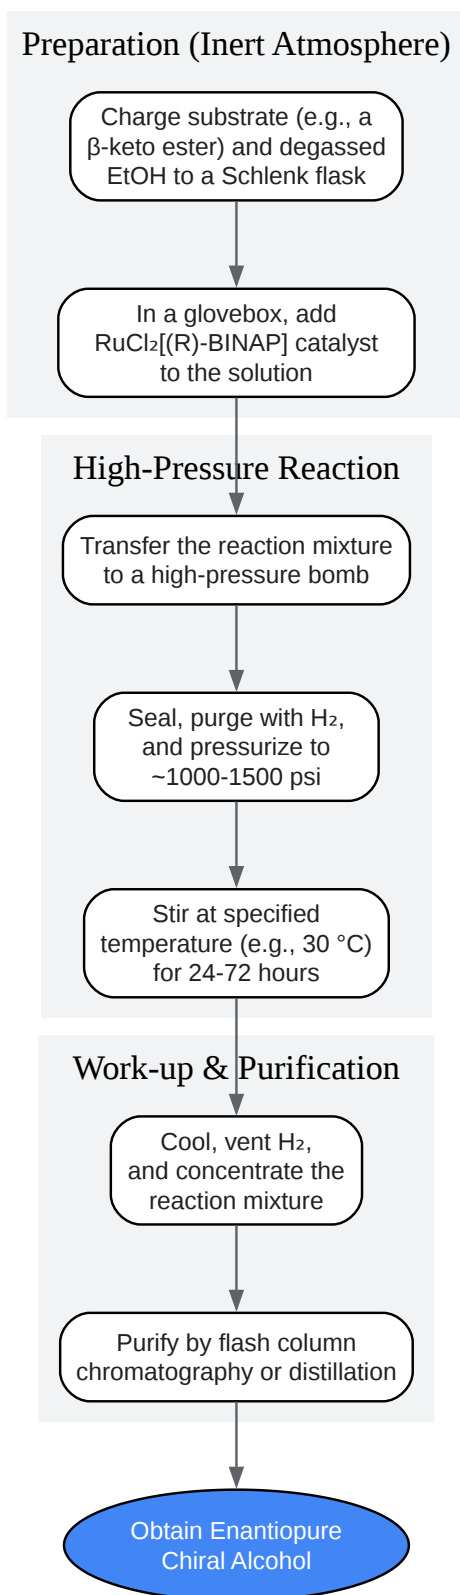 Preparation (Inert Atmosphere)
Charge substrate (e.g., a
β-keto ester) and degassed
EtOH to a Schlenk flask
In a glovebox, add
RuCl₂[(R)-BINAP] catalyst
to the solution
High-Pressure Reaction
Transfer the reaction mixture
to a high-pressure bomb
Seal, purge with H₂,
and pressurize to
~1000-1500 psi
Stir at specified
temperature (e.g., 30 °C)
for 24-72 hours
Work-up & Purification
Cool, vent H₂,
and concentrate the
reaction mixture
Purify by flash column
chromatography or distillation
Obtain Enantiopure
Chiral Alcohol